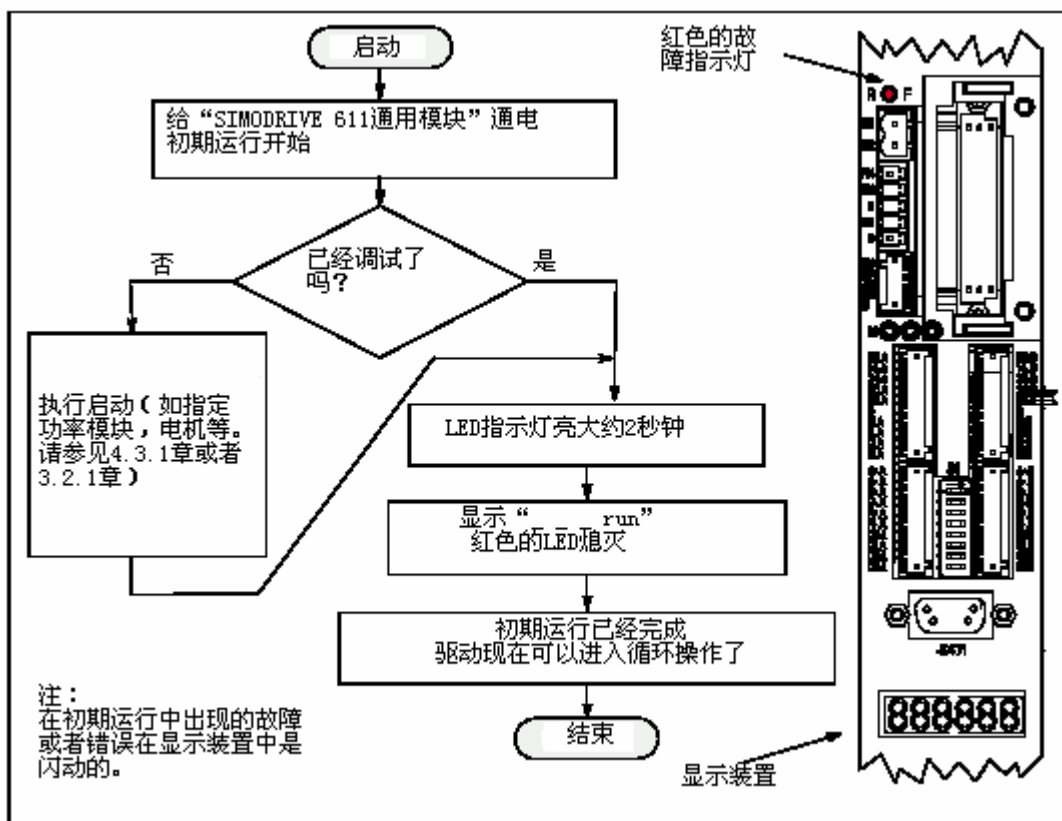 启动
给“SIMODRIVE 611通用模块”通电
初期运行开始
已经调试了
吗?
否
是
执行启动(如指定
功率模块,电机等。
请参见4.3.1章或者
3.2.1章)
LED指示灯亮大约2秒钟
显示“ run”
红色的LED熄灭
初期运行已经完成
驱动现在可以进入循环操作了
结束
注:
在初期运行中出现的故障
或者错误在显示装置中是
闪动的。
红色的故
障指示灯
R F
显示装置